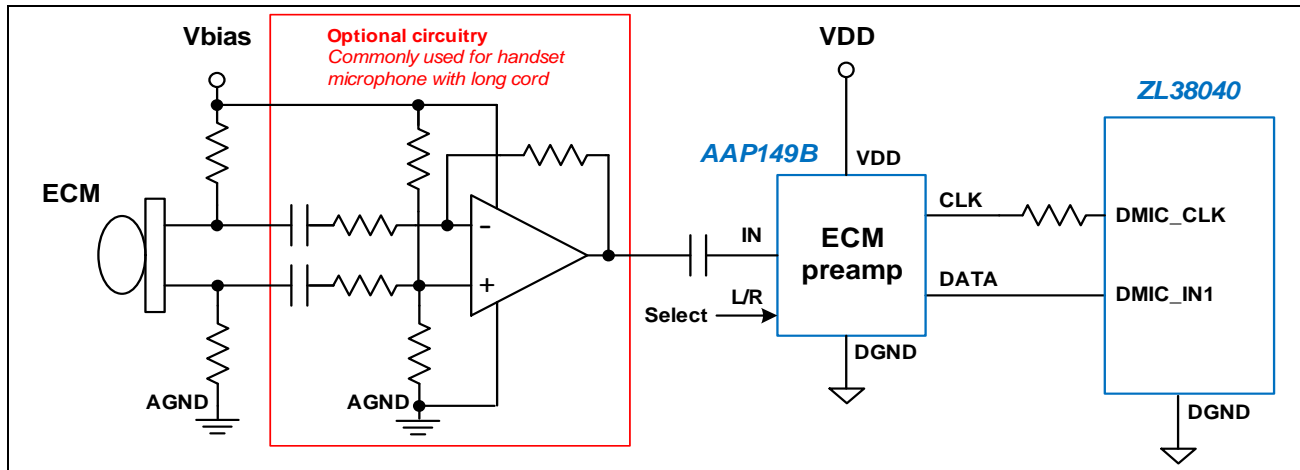 Vbias
Optional circuitry
Commonly used for handset
microphone with long cord
VDD
ZL38040
AAP149B
VDD
ECM
CLK
DMIC_CLK
-
IN
ECM
preamp
+
DATA
DMIC_IN1
L/R
Select
DGND
AGND
AGND
DGND